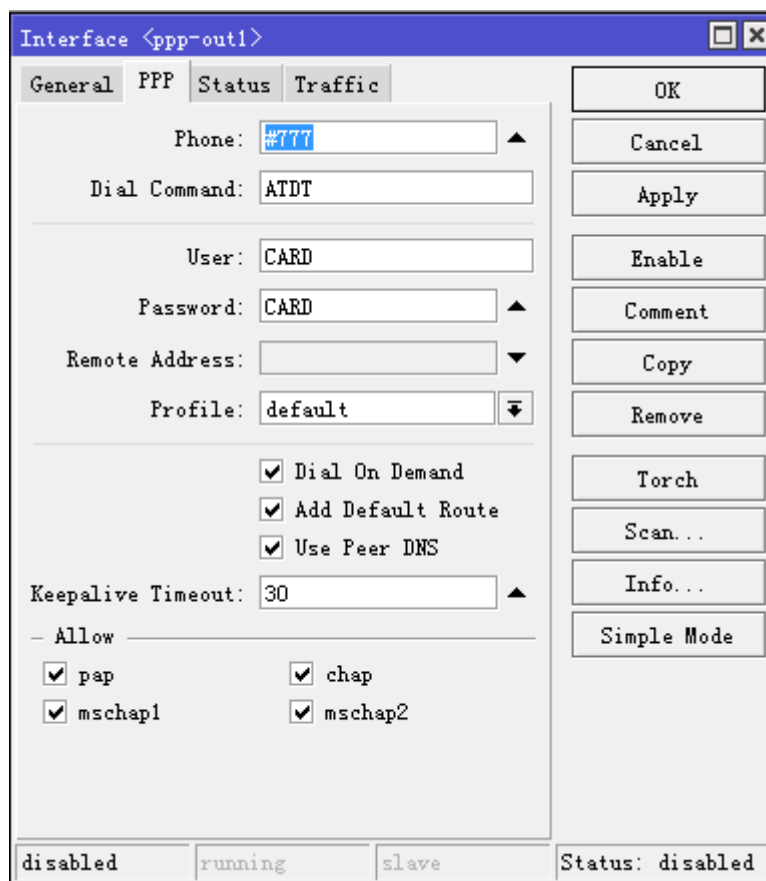 Interface <ppp-out1>
General PPP Status Traffic
Phone: #777
Dial Command: ATDT
User: CARD
Password: CARD
Remote Address:
Profile: default
Dial On Demand
Add Default Route
Use Peer DNS
Keepalive Timeout: 30
Allow
pap chap
mschap1 mschap2
OK
Cancel
Apply
Enable
Comment
Copy
Remove
Torch
Scan...
Info...
Simple Mode
disabled running slave Status: disabled